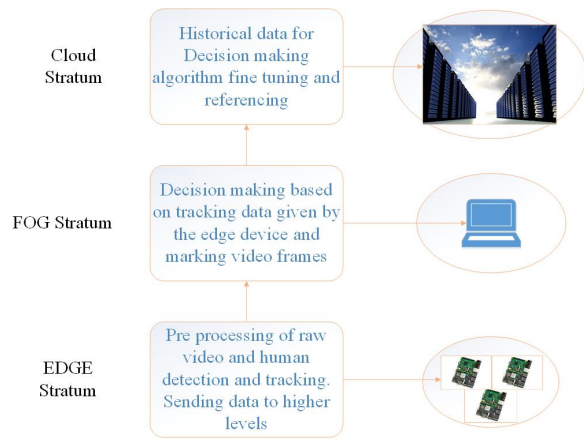 Cloud
Stratum
Historical data for
Decision making
algorithm fine tuning and
referencing
FOG Stratum
Decision making based
on tracking data given by
the edge device and
marking video frames
EDGE
Stratum
Pre processing of raw
video and human
detection and tracking.
Sending data to higher
levels